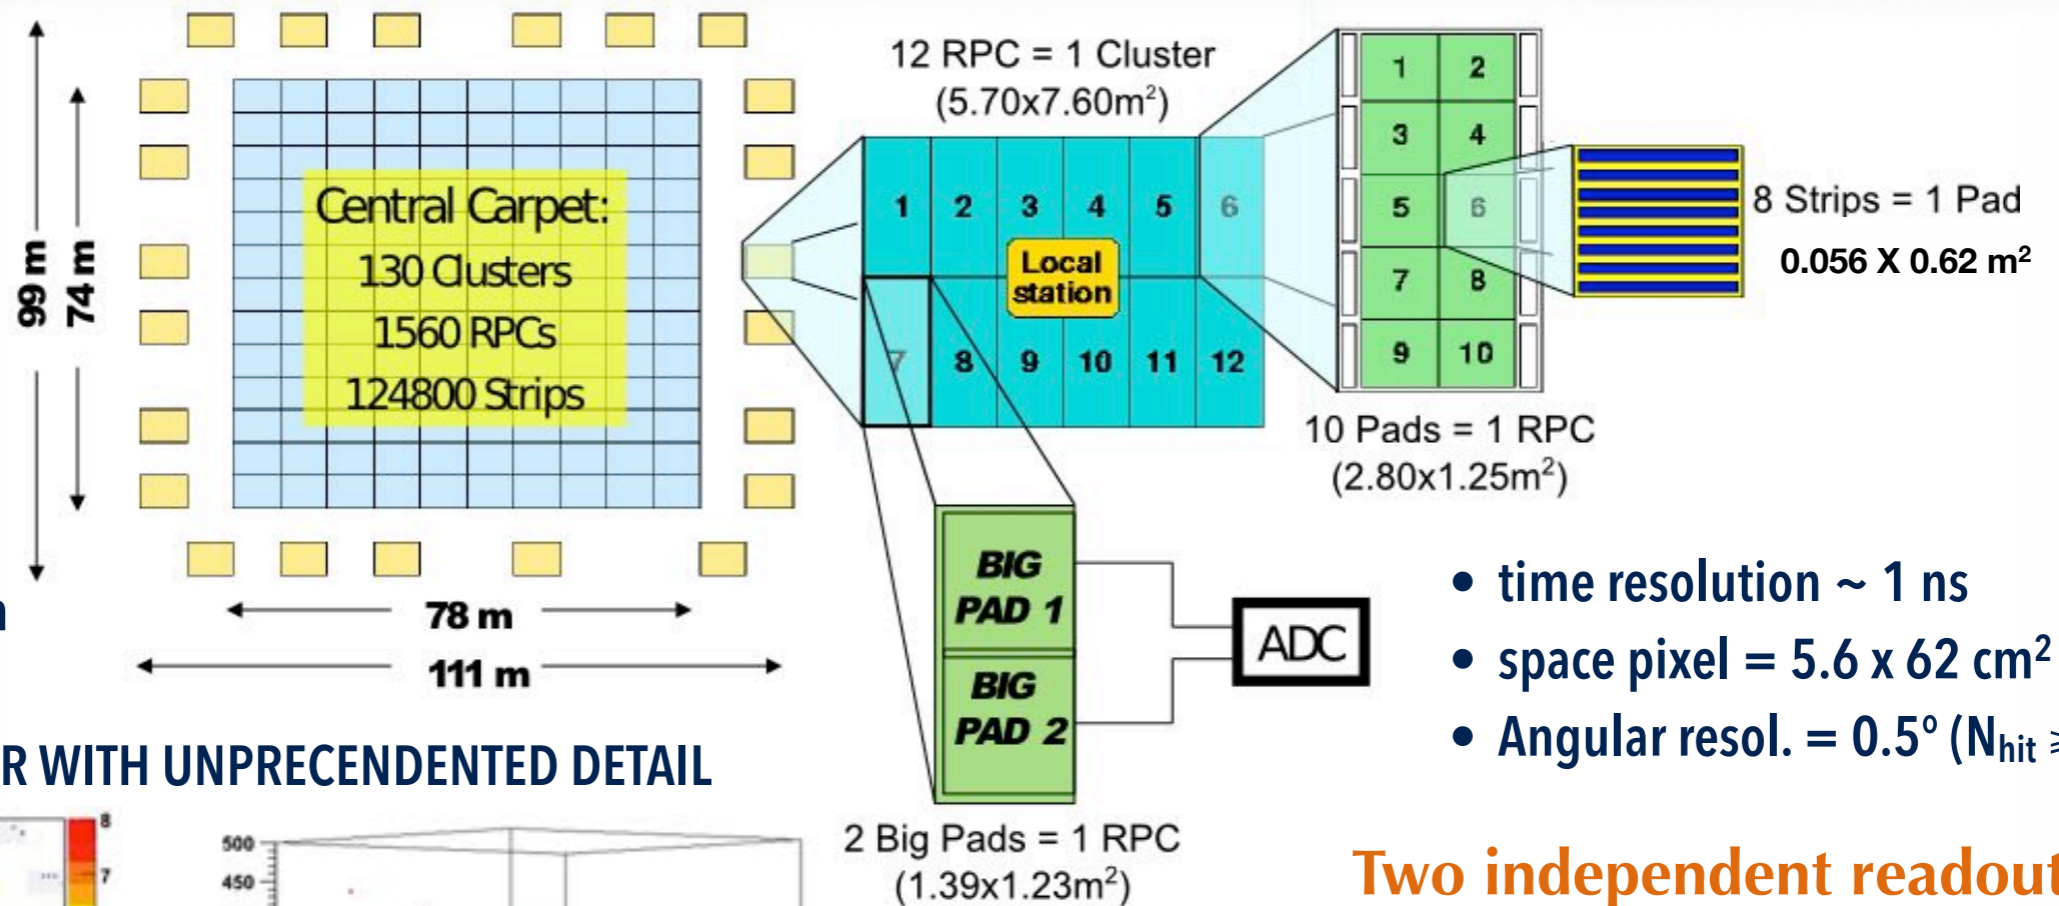 99 m
74 m
Central Carpet:
130 Clusters
1560 RPCs
124800 Strips
78 m
111 m
12 RPC = 1 Cluster
(5.70x7.60m²)
1 2 3 4 5 6
Local
station
7 8 9 10 11 12
1 2
3 4
5 6
7 8
9 10
8 Strips = 1 Pad
0.056 X 0.62 m²
10 Pads = 1 RPC
(2.80x1.25m²)
BIG
PAD 1
BIG
PAD 2
ADC
2 Big Pads = 1 RPC
(1.39x1.23m²)
• time resolution ~ 1 ns
• space pixel = 5.6 x 62 cm²
• Angular resol. = 0.5º (Nhit
R WITH UNPRECENDENTED DETAIL
8
7
500
450
Two independent readout